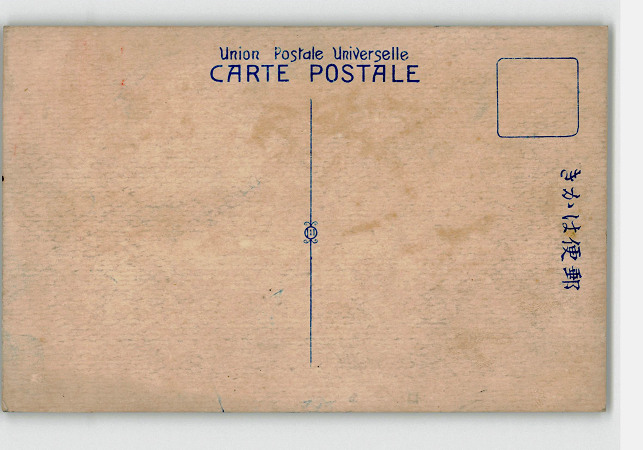 Union Postale Universelle
CARTE POSTALE
きかは便郵